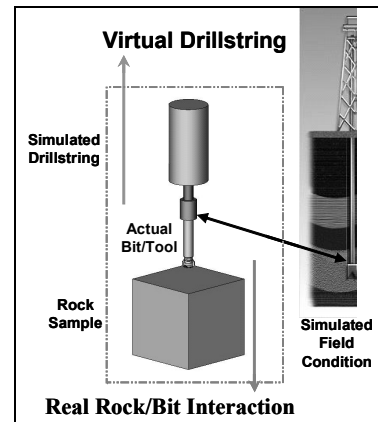 Virtual Drillstring
Simulated
Drillstring
Actual
Bit/Tool
Rock
Sample
Simulated
Field
Condition
Real Rock/Bit Interaction